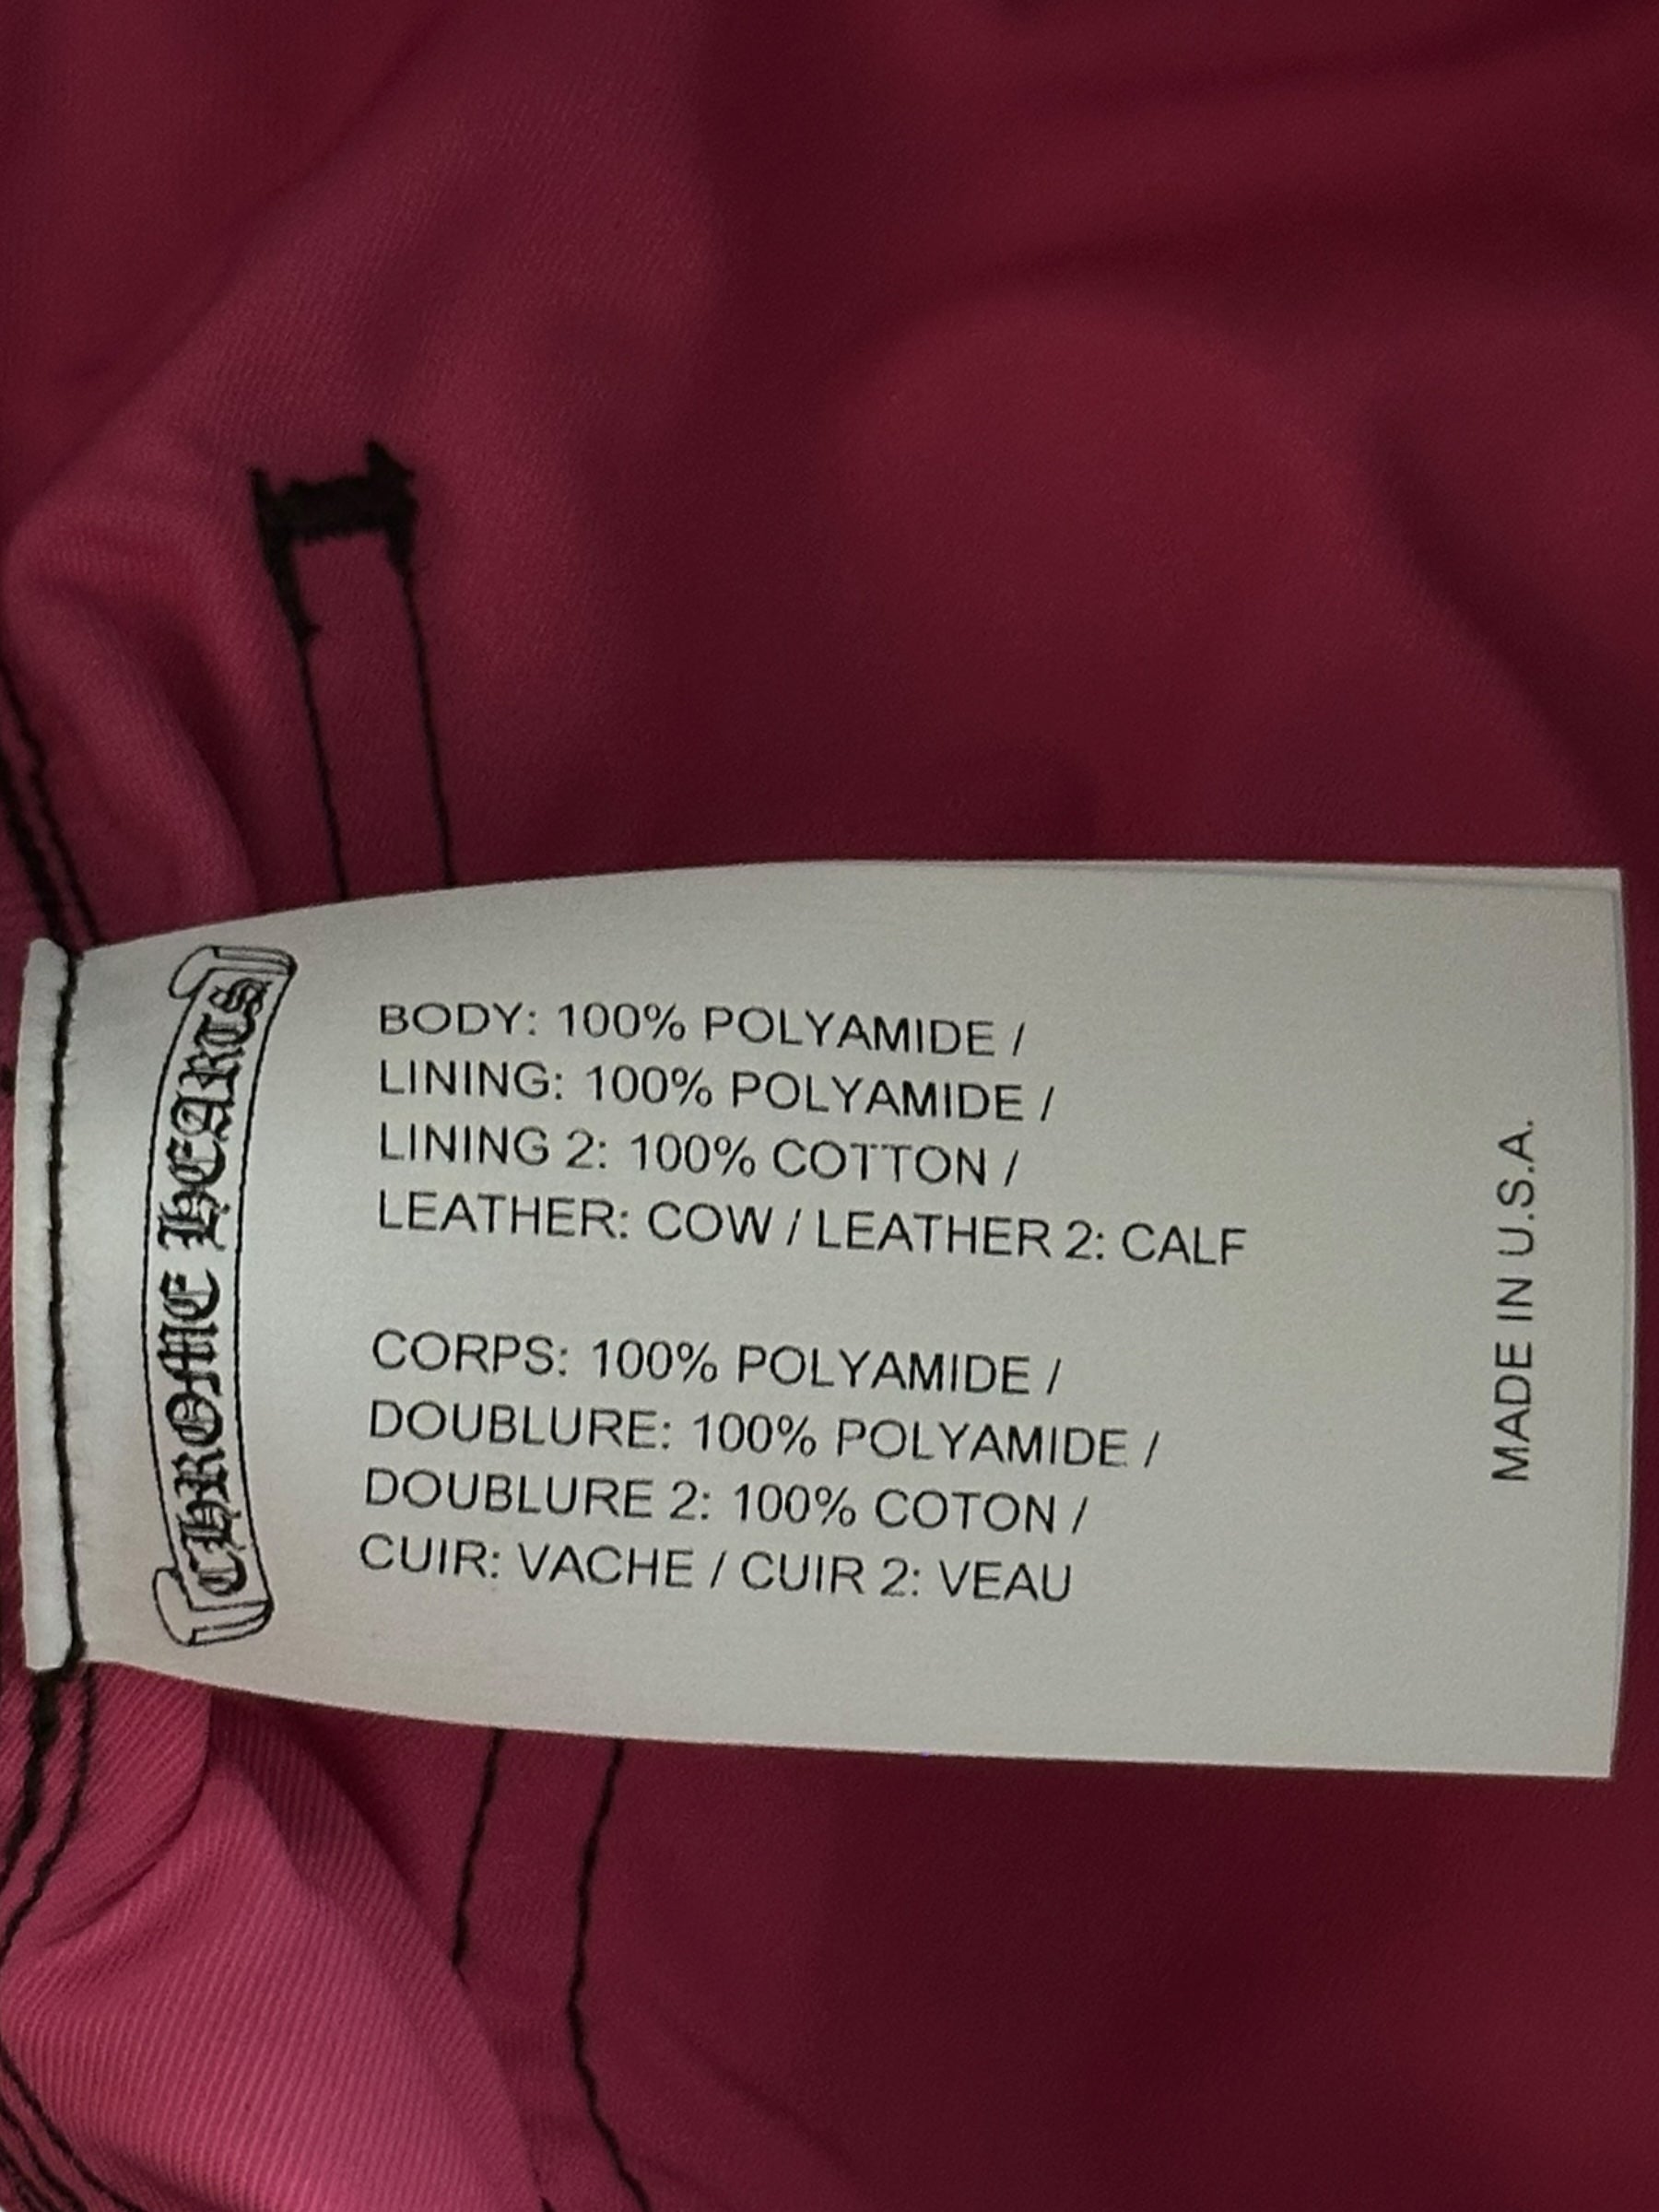 CHROME HEARTS
BODY: 100% POLYAMIDE /
LINING: 100% POLYAMIDE /
LINING 2: 100% COTTON /
LEATHER: COW / LEATHER 2: CALF
CORPS: 100% POLYAMIDE /
DOUBLURE: 100% POLYAMIDE /
DOUBLURE 2: 100% COTON /
CUIR: VACHE / CUIR 2: VEAU
MADE IN U.S.A.